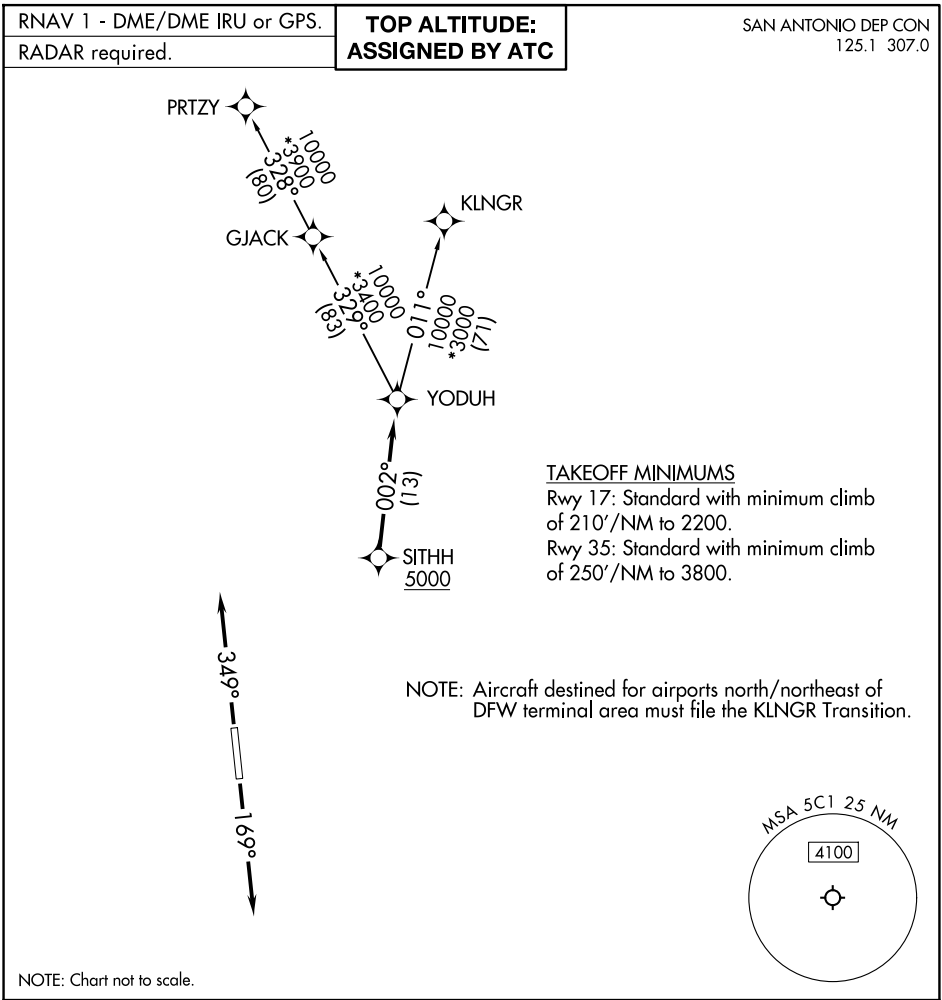 RNAV 1 - DME/DME IRU or GPS.
RADAR required.
TOP ALTITUDE:
ASSIGNED BY ATC
SAN ANTONIO DEP CON
125.1 307.0
PRTZY
10000
*3900
328°
(80)
KLNGR
GJACK
10000
*3400
329°
(83)
011°
10000
*3000
(71)
YODUH
002°
(13)
TAKEOFF MINIMUMS
Rwy 17: Standard with minimum climb
of 210'/NM to 2200.
Rwy 35: Standard with minimum climb
of 250'/NM to 3800.
SITHH
5000
349°
NOTE: Aircraft destined for airports north/northeast of
DFW terminal area must file the KLNGR Transition.
169°
MSA 5C1 25 NM
4100
NOTE: Chart not to scale.